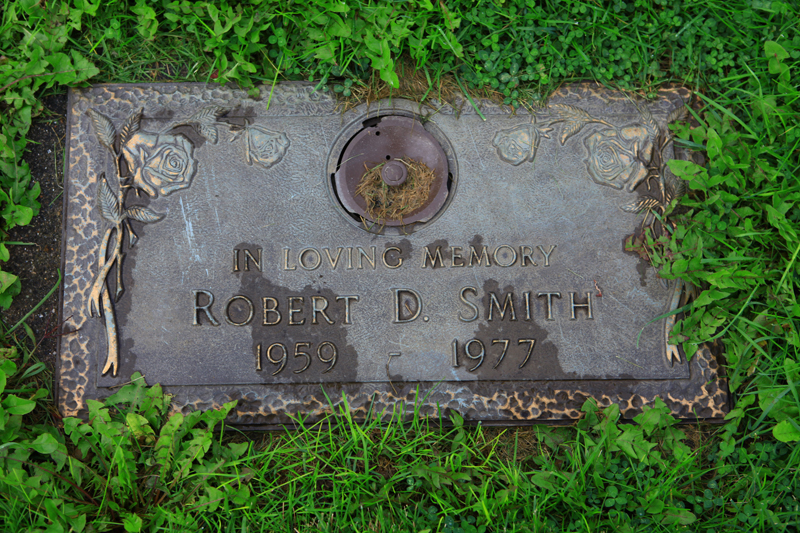 IN LOVING MEMORY
ROBERT D. SMITH
1959 - 1977